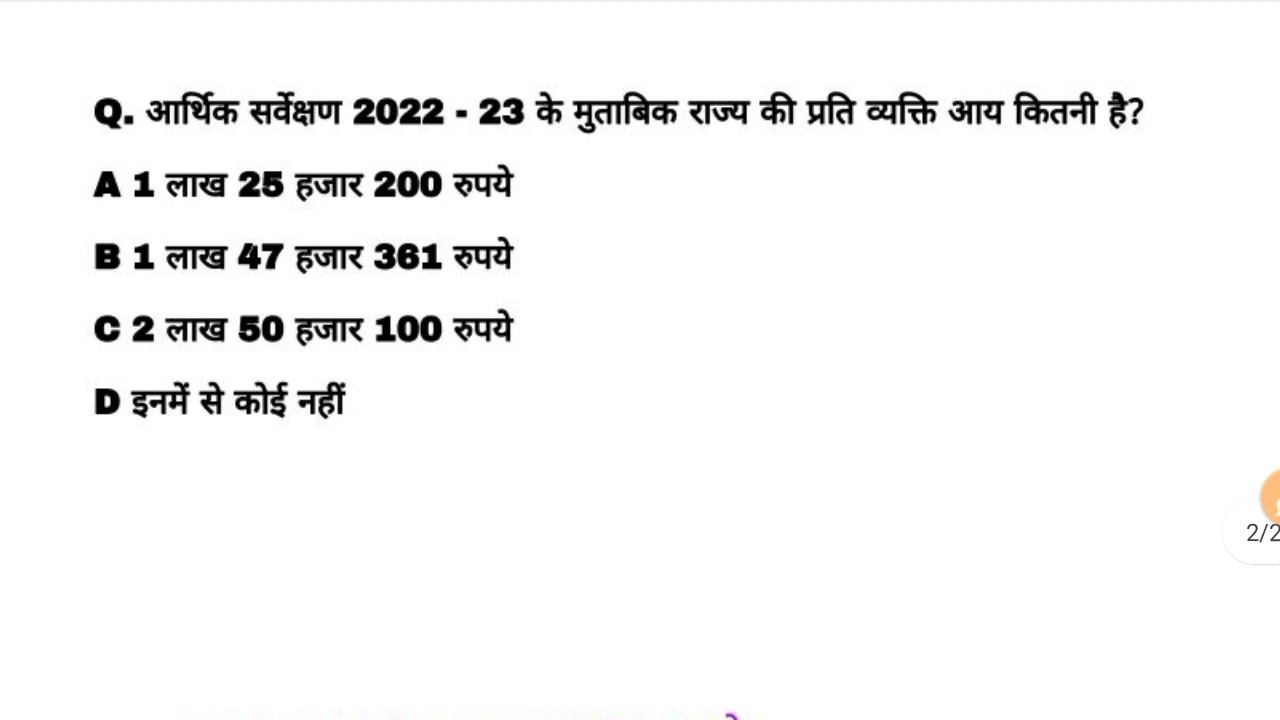 Q. आर्थिक सर्वेक्षण 2022 - 23 के मुताबिक राज्य की प्रति व्यक्ति आय कितनी है?
A 1 लाख 25 हजार 200 रुपये
B 1 लाख 47 हजार 361 रुपये
C 2 लाख 50 हजार 100 रुपये
D इनमें से कोई नहीं
2/2